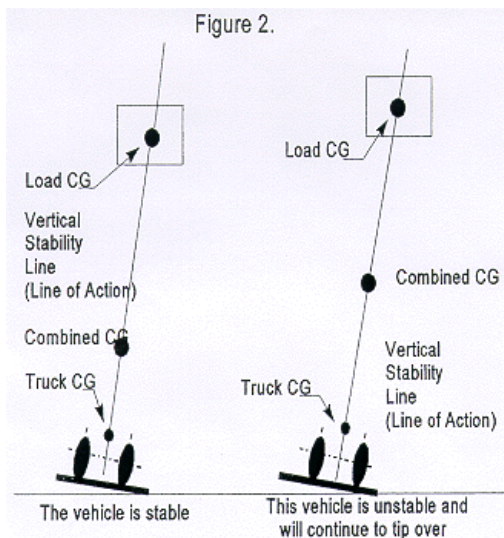 Figure 2.
Load CG
Vertical
Stability
Line
(Line of Action)
Combined CG
Truck CG
The vehicle is stable
Load CG
Combined CG
Vertical
Stability
Line
(Line of Action)
Truck CG
This vehicle is unstable and
will continue to tip over